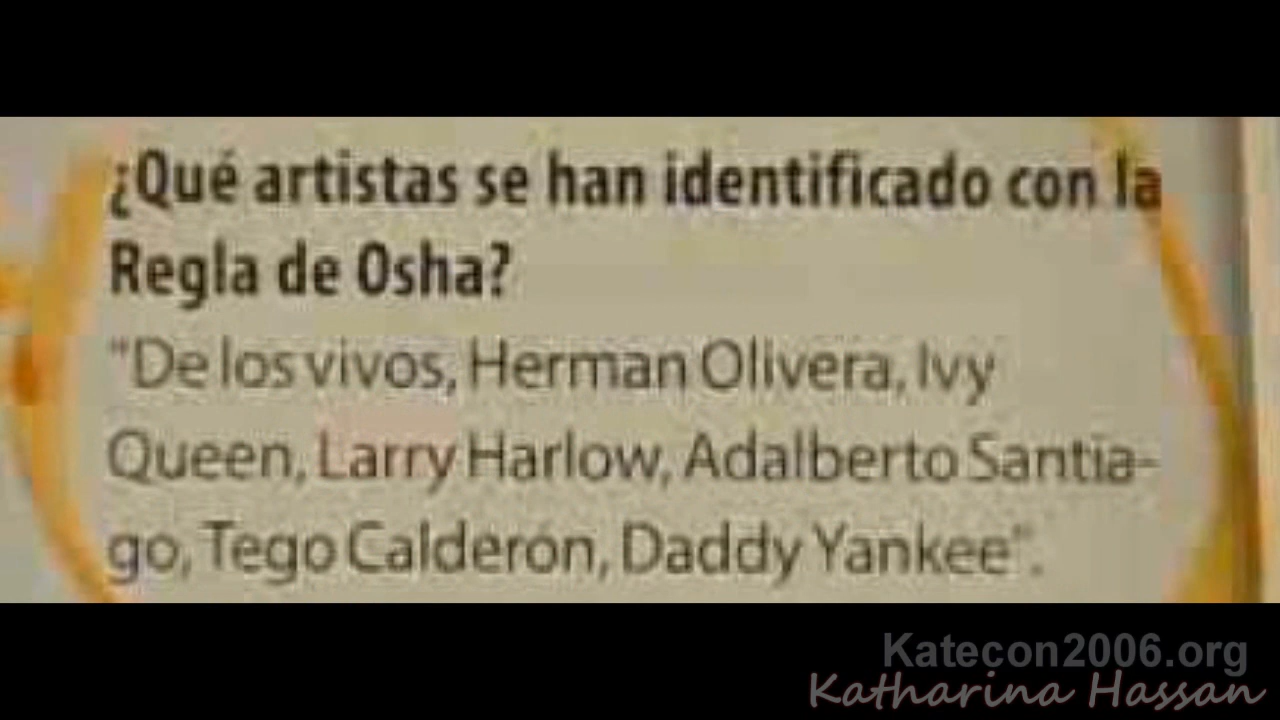 ¿Qué artistas se han identificado con la
Regla de Osha?
"De los vivos, Herman Olivera, Ivy
Queen, Larry Harlow, Adalberto Santia-
go, Tego Calderón, Daddy Yankee".
Katecon2006.org
Katharina Hassan